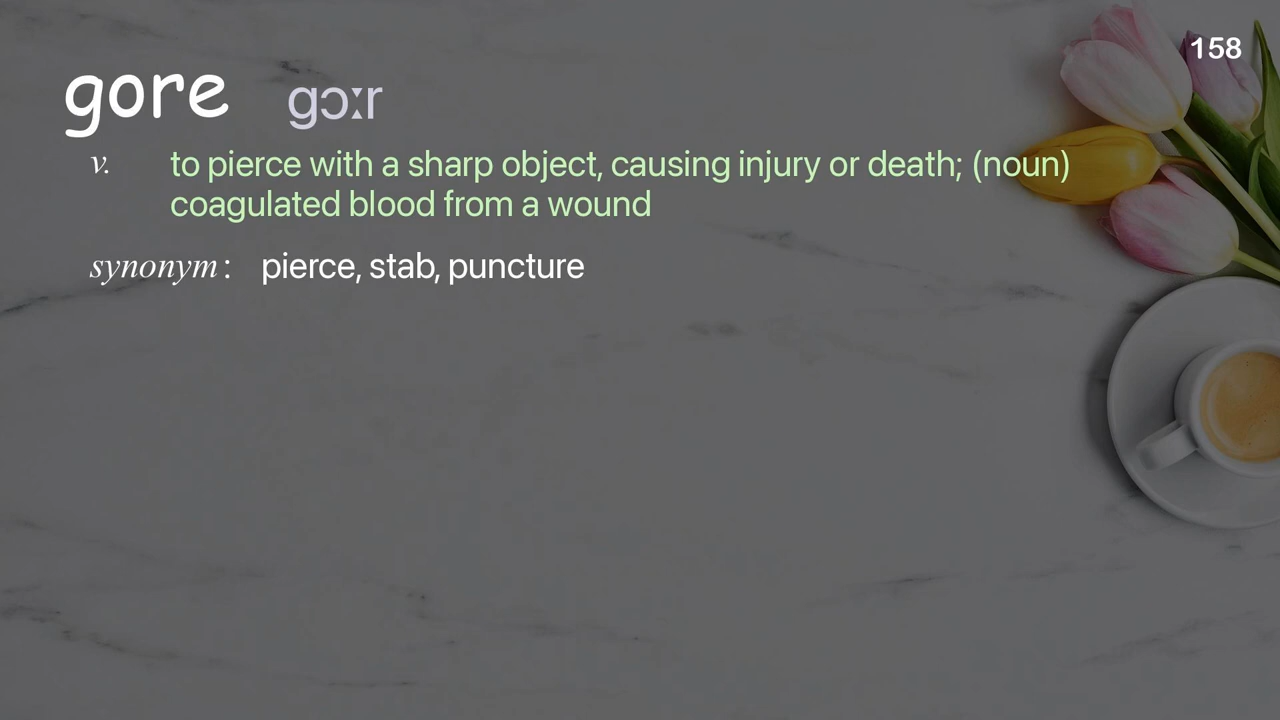 158
gore gɔːr
v. to pierce with a sharp object, causing injury or death; (noun)
coagulated blood from a wound
synonym: pierce, stab, puncture